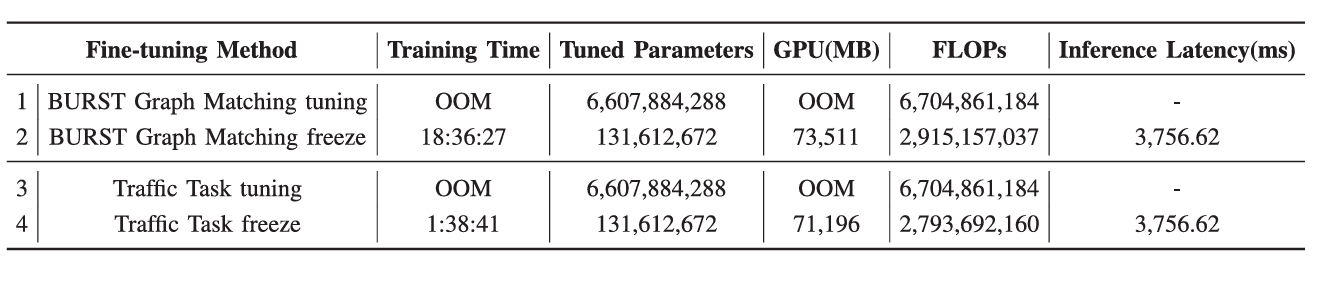 Fine-tuning Method Training Time Tuned Parameters GPU(MB) FLOPs Inference Latency(ms)
1 BURST Graph Matching tuning OOM 6,607,884,288 OOM 6,704,861,184 -
2 BURST Graph Matching freeze 18:36:27 131,612,672 73,511 2,915,157,037 3,756.62
3 Traffic Task tuning OOM 6,607,884,288 OOM 6,704,861,184 -
4 Traffic Task freeze 1:38:41 131,612,672 71,196 2,793,692,160 3,756.62